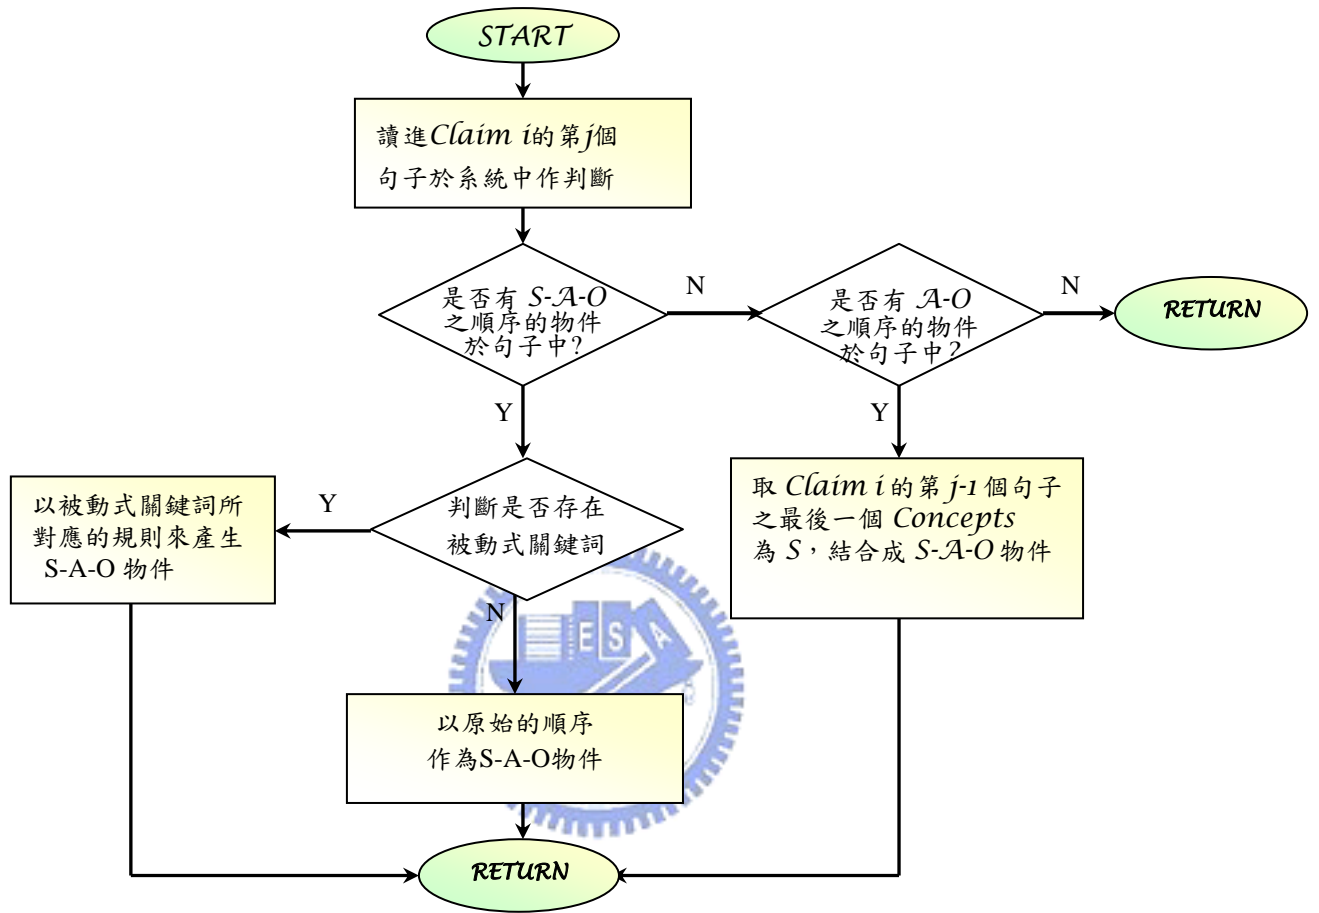 START
讀進Claim i的第j個
句子於系統中作判斷
是否有 S-A-O
之順序的物件
於句子中?
N
是否有 A-O
之順序的物件
於句子中?
N
RETURN
Y
Y
判斷是否存在
被動式關鍵詞
Y
以被動式關鍵詞所
對應的規則來產生
S-A-O 物件
取 Claim i 的第 j-1 個句子
之最後一個 Concepts
為 S，結合成 S-A-O 物件
N
ESA
以原始的順序
作為S-A-O物件
RETURN